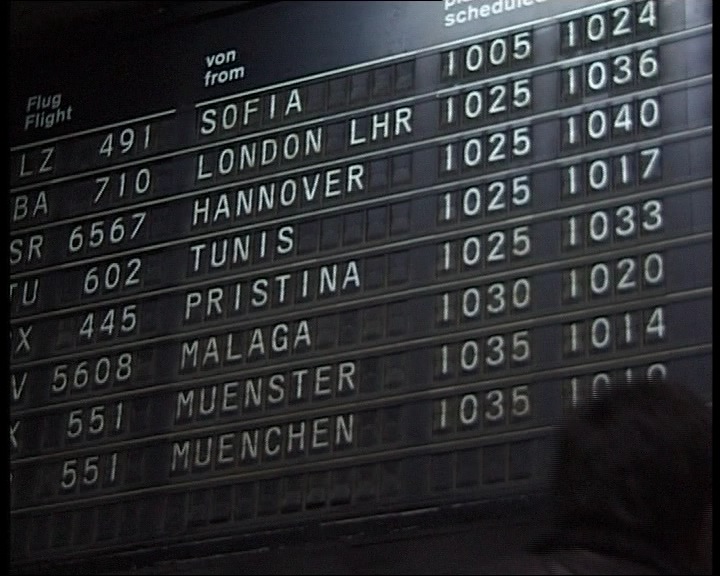 scheduled
von
from
Flug
Flight
LZ 491 SOFIA 1005 1024
BA 710 LONDON LHR 1025 1036
SR 6567 HANNOVER 1025 1040
TU 602 TUNIS 1025 1017
X 445 PRISTINA 1025 1033
V 5608 MALAGA 1030 1020
X 551 MUENSTER 1035 1014
551 MUENCHEN 1035